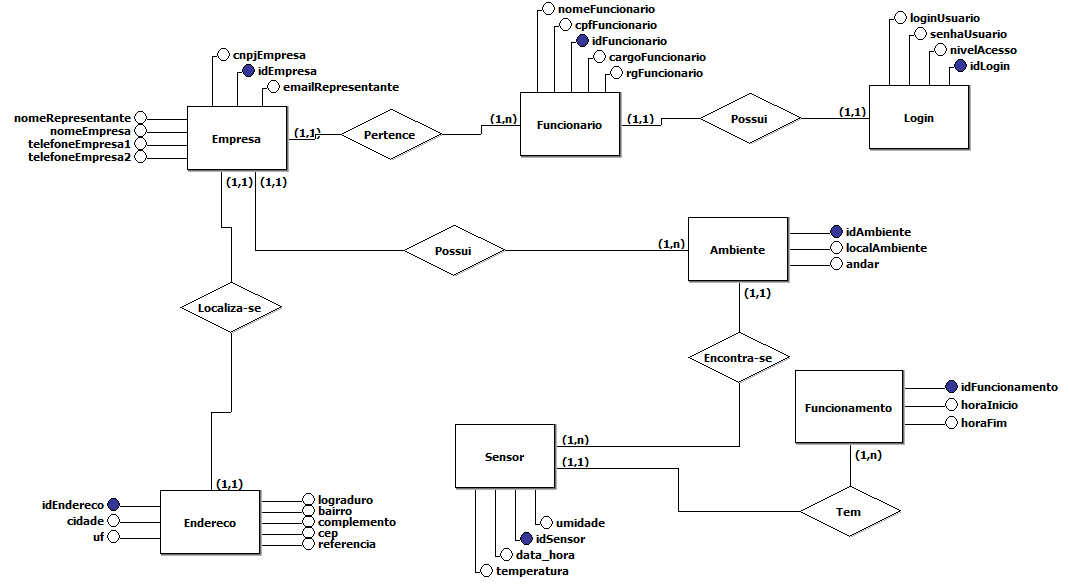 nomeFuncionario
cpfFuncionario
idFuncionario
cargoFuncionario
rgFuncionario
loginUsuario
senhaUsuario
nivelAcesso
idLogin
cnpjEmpresa
idEmpresa
emailRepresentante
nomeRepresentante
nomeEmpresa
telefoneEmpresa1
telefoneEmpresa2
Empresa
(1,1)
Pertence
(1,n)
Funcionario
(1,1)
Possui
(1,1)
Login
(1,1)
(1,1)
Possui
(1,n)
Ambiente
idAmbiente
localAmbiente
andar
(1,1)
Localiza-se
Encontra-se
Funcionamento
idFuncionamento
horaInicio
horaFim
(1,n)
Sensor
(1,n)
(1,1)
Tem
umidade
idSensor
data_hora
temperatura
(1,1)
idEndereco
cidade
uf
Endereco
lograduro
bairro
complemento
cep
referencia